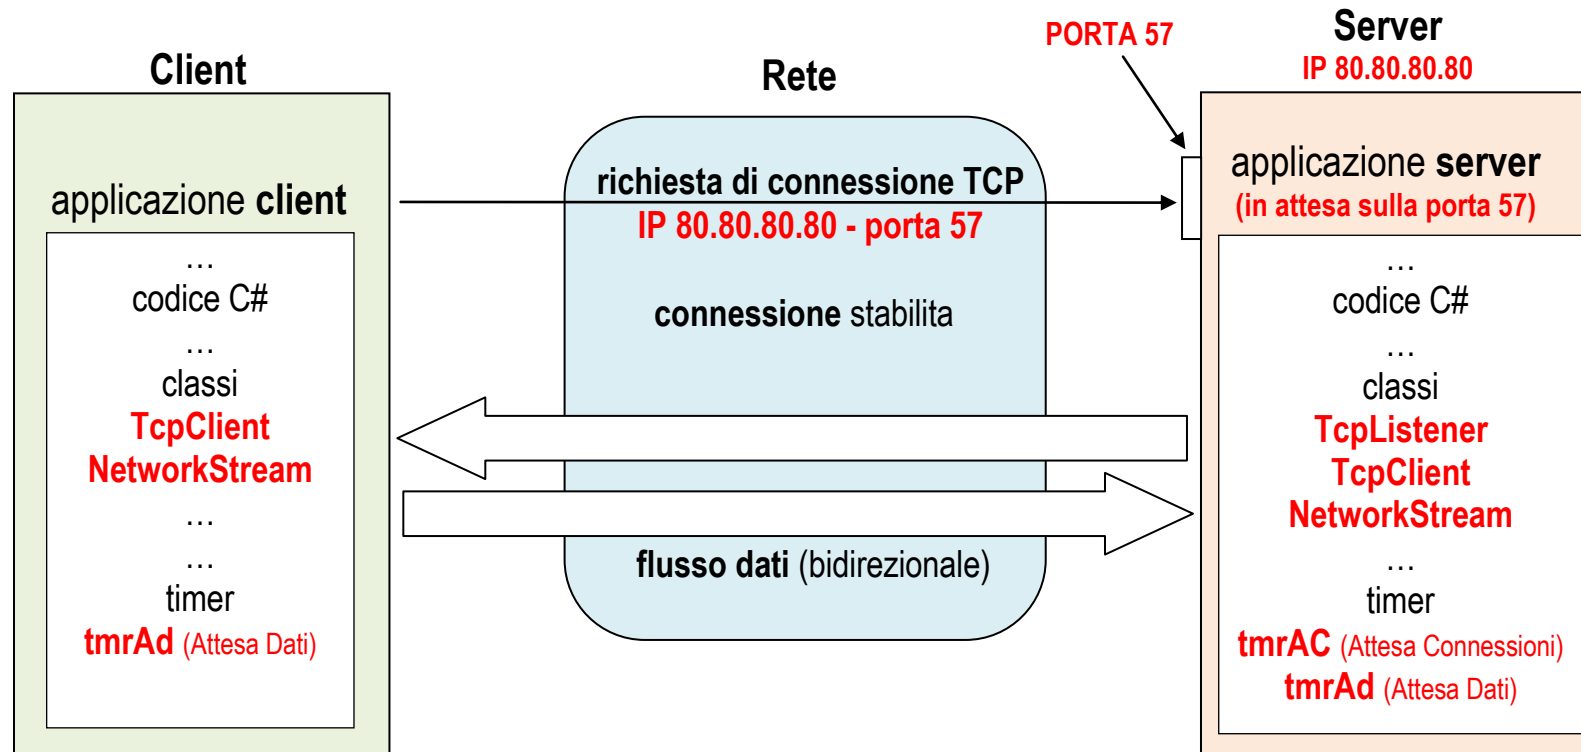 Client
applicazione client
…
codice C#
…
classi
TcpClient
NetworkStream
…
…
timer
tmrAd (Attesa Dati)
Rete
richiesta di connessione TCP
IP 80.80.80.80 - porta 57
connessione stabilita
flusso dati (bidirezionale)
PORTA 57
Server
IP 80.80.80.80
applicazione server
(in attesa sulla porta 57)
…
codice C#
…
classi
TcpListener
TcpClient
NetworkStream
…
timer
tmrAC (Attesa Connessioni)
tmrAd (Attesa Dati)